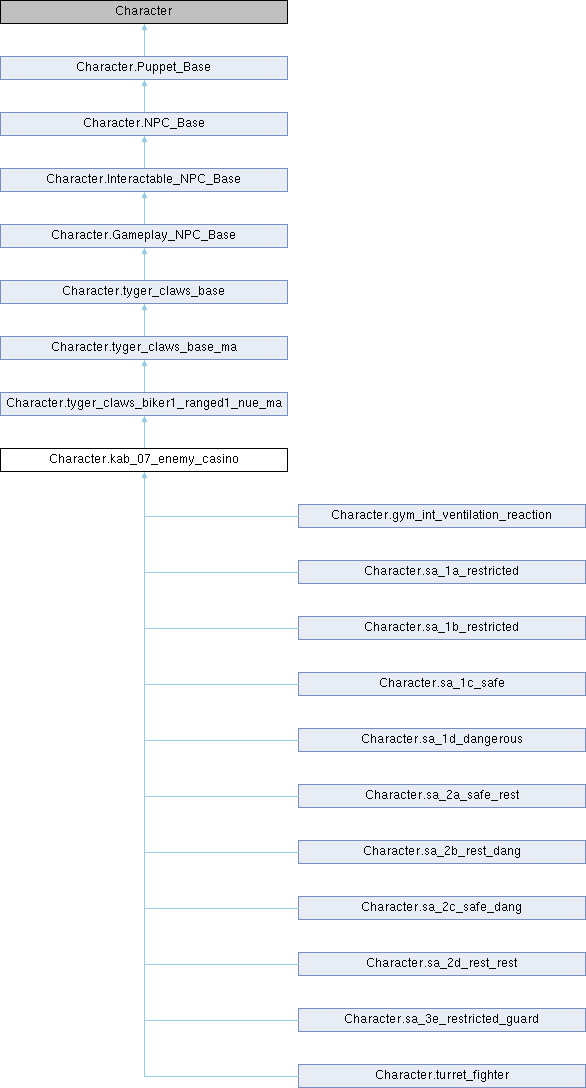 Character
Character.Puppet_Base
Character.NPC_Base
Character.Interactable_NPC_Base
Character.Gameplay_NPC_Base
Character.tyger_claws_base
Character.tyger_claws_base_ma
Character.tyger_claws_biker1_ranged1_nue_ma
Character.kab_07_enemy_casino
Character.gym_int_ventilation_reaction
Character.sa_1a_restricted
Character.sa_1b_restricted
Character.sa_1c_safe
Character.sa_1d_dangerous
Character.sa_2a_safe_rest
Character.sa_2b_rest_dang
Character.sa_2c_safe_dang
Character.sa_2d_rest_rest
Character.sa_3e_restricted_guard
Character.turret_fighter